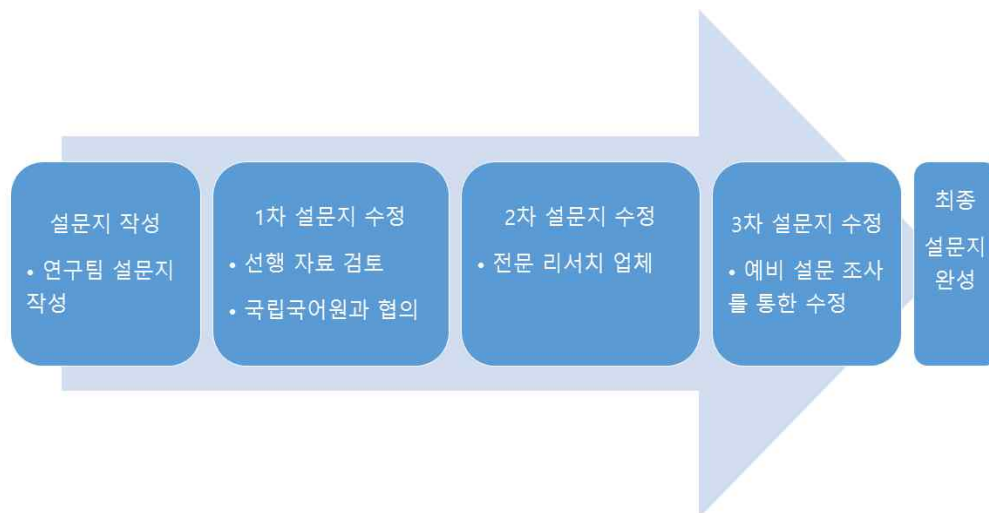 설문지 작성
• 연구팀 설문지
작성
1차 설문지 수정
• 선행 자료 검토
• 국립국어원과 협의
2차 설문지 수정
• 전문 리서치 업체
3차 설문지 수정
• 예비 설문 조사
를 통한 수정
최종
설문지
완성